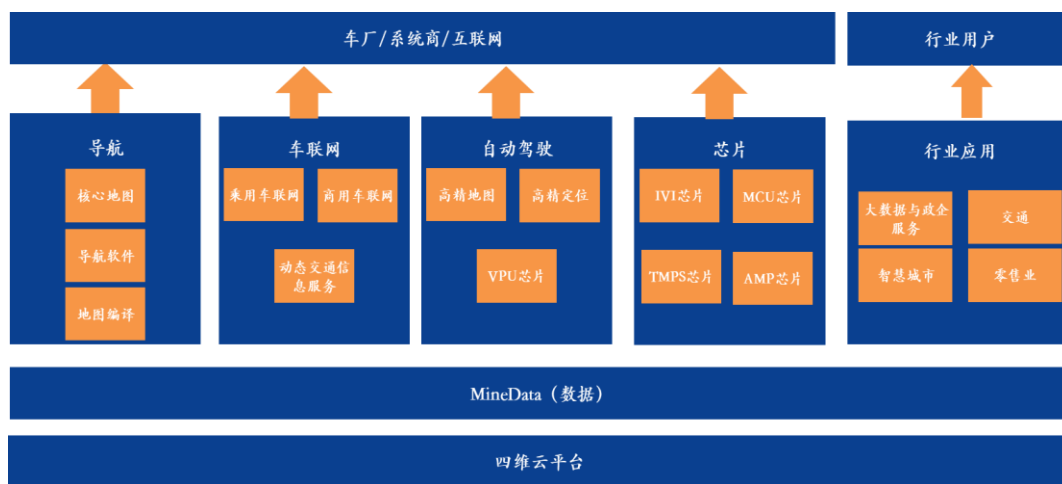 车厂/系统商/互联网
行业用户
导航
核心地图
导航软件
地图编译
车联网
乘用车联网
商用车联网
动态交通信
息服务
自动驾驶
高精地图
高精定位
VPU芯片
芯片
IVI芯片
MCU芯片
TMPS芯片
AMP芯片
行业应用
大数据与政企
服务
交通
智慧城市
零售业
MineData（数据）
四维云平台